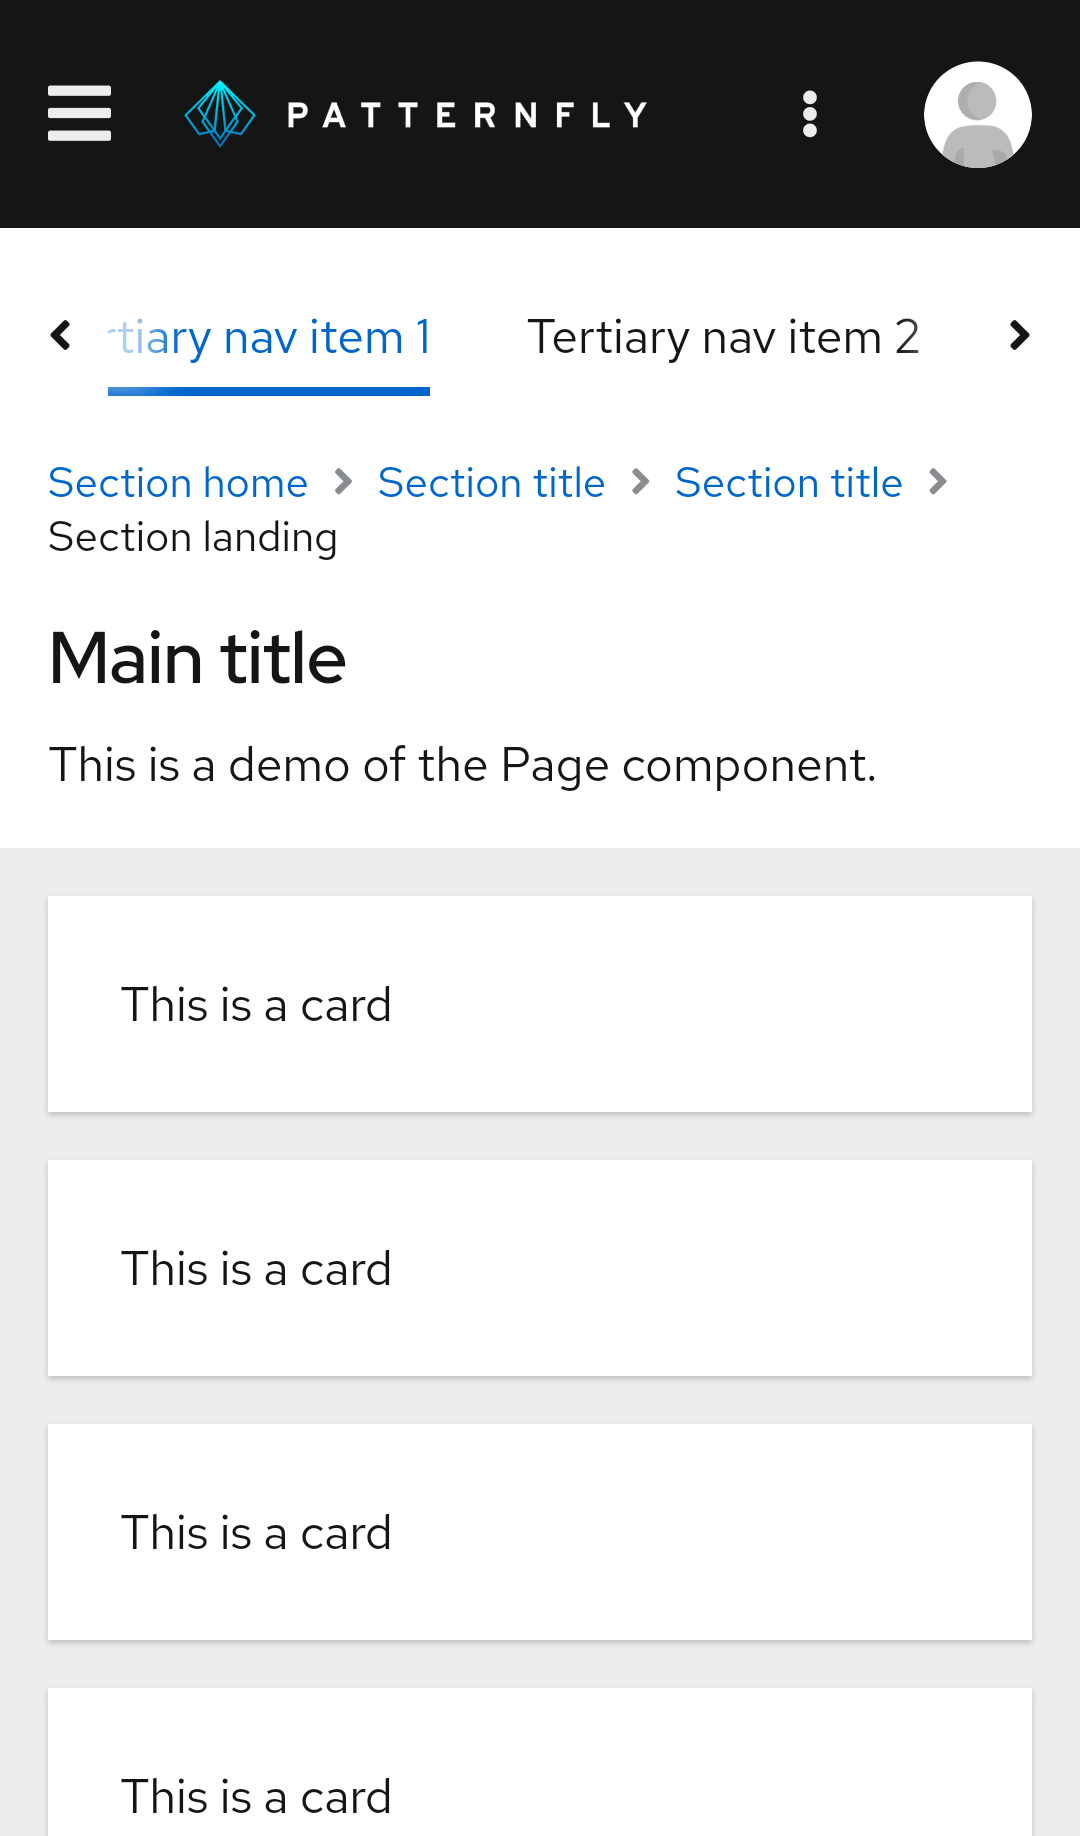 PATTERNFLY
nav item 1 Tertiary nav item 2
Section home Section title Section title
Section landing
Main title
This is a demo of the Page component.
This is a card
This is a card
This is a card
This is a card